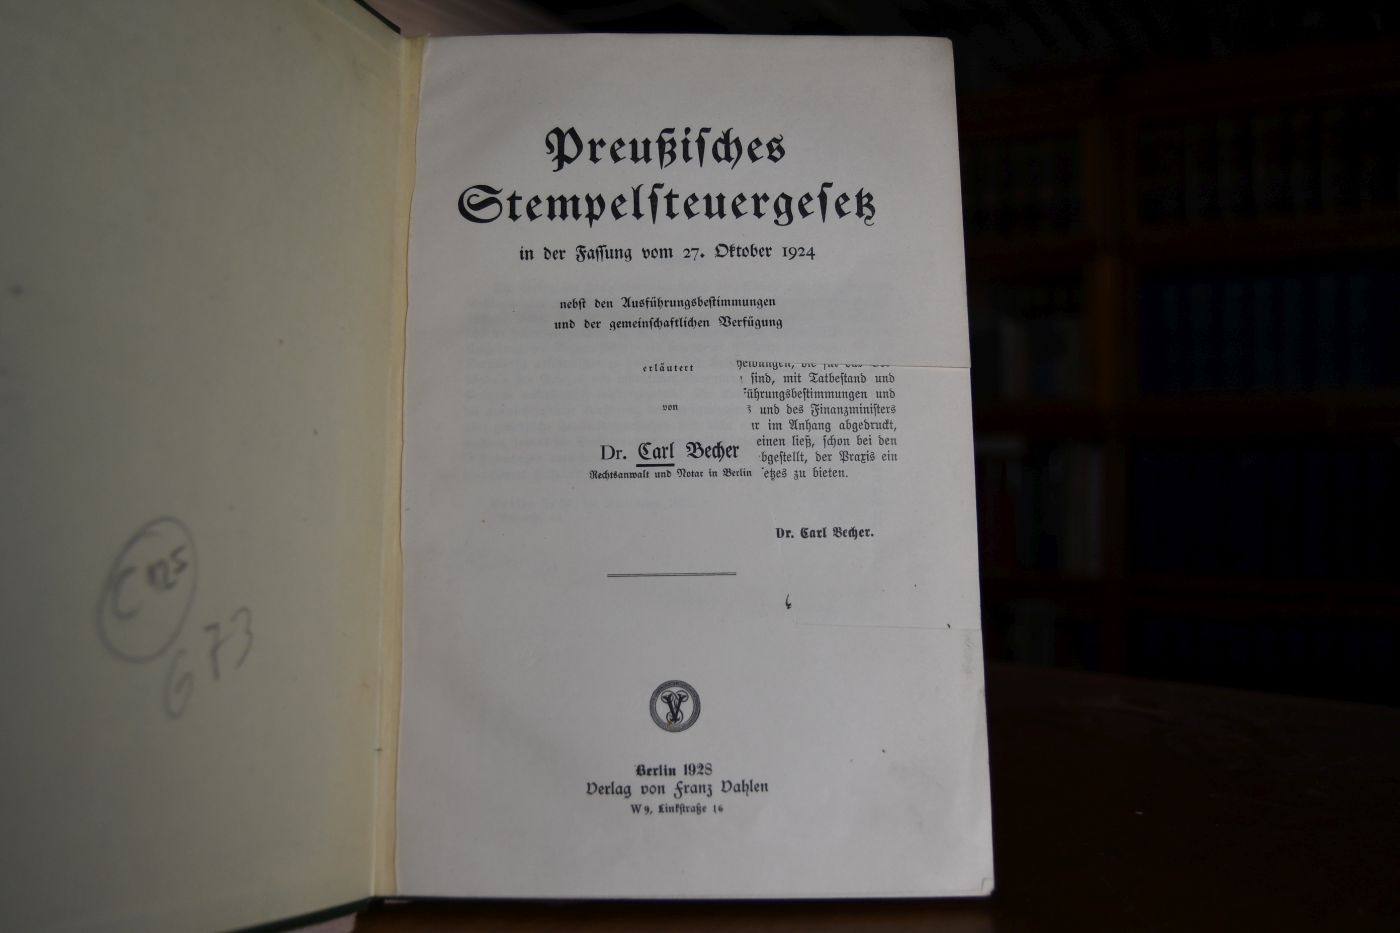 Preußisches
Stempelsteuergesetz
in der Fassung vom 27. Oktober 1924
nebst den Ausführungsbestimmungen
und der gemeinschaftlichen Verfügung
erläutert
von
Dr. Carl Becher
Rechtsanwalt und Notar in Berlin
sind, mit Tatbestand und
führungsbestimmungen und
und des Finanzministers
im Anhang abgedruckt,
einen ließ, schon bei den
bgestellt, der Praxis ein
etzes zu bieten.
Dr. Carl Becher.
Berlin 1928
Verlag von Franz Vahlen
W 9, Linkstraße 16
C 125
673